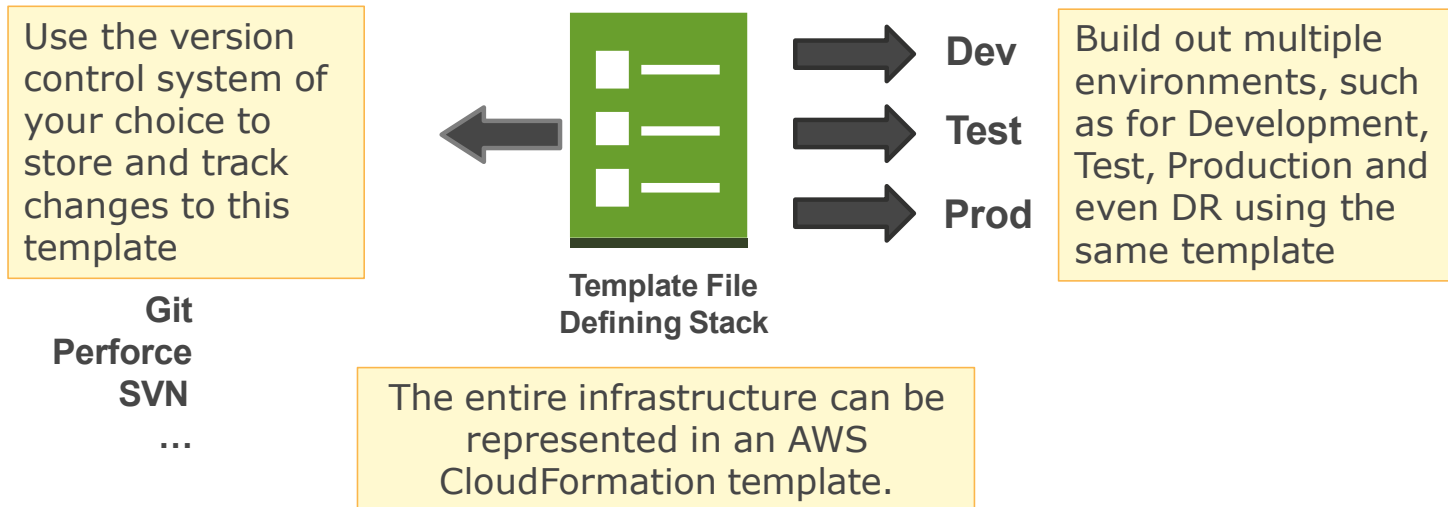 Use the version
control system of
your choice to
store and track
changes to this
template
Git
Perforce
SVN
…
Template File
Defining Stack
The entire infrastructure can be
represented in an AWS
CloudFormation template.
Dev
Test
Prod
Build out multiple
environments, such
as for Development,
Test, Production and
even DR using the
same template